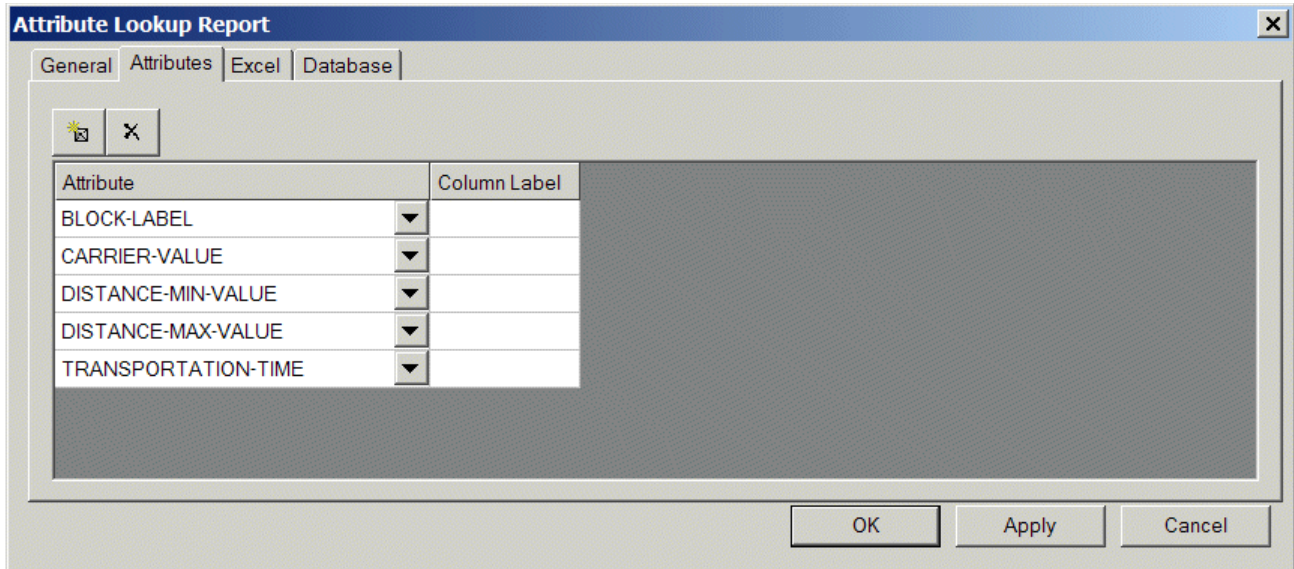 Attribute Lookup Report
General Attributes Excel Database
Attribute Column Label
BLOCK-LABEL
CARRIER-VALUE
DISTANCE-MIN-VALUE
DISTANCE-MAX-VALUE
TRANSPORTATION-TIME
OK Apply Cancel